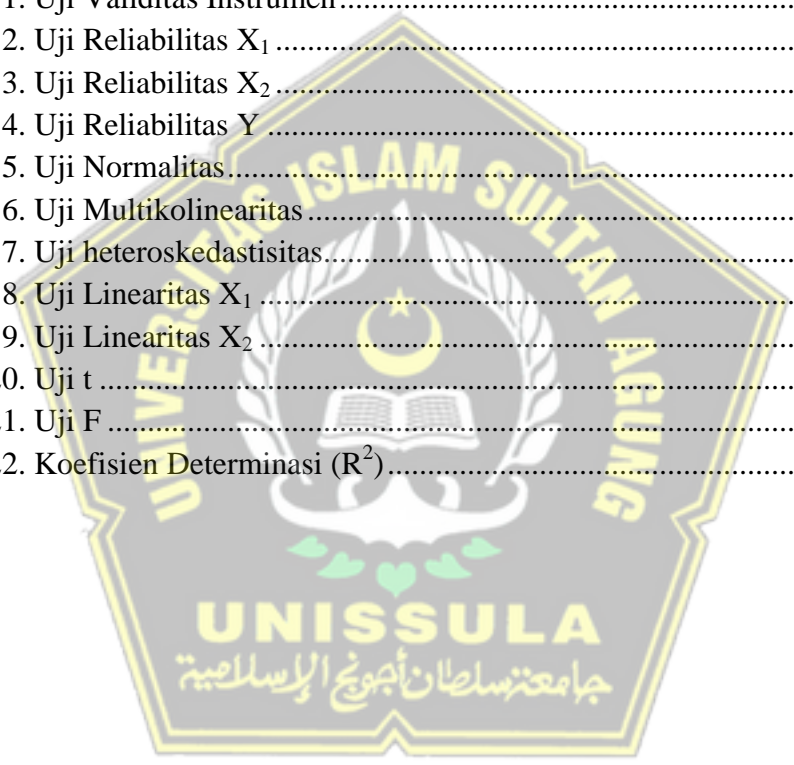 1. Uji Validitas Instrumen........................................................
2. Uji Reliabilitas X₁........................................................
3. Uji Reliabilitas X₂........................................................
4. Uji Reliabilitas Y........................................................
5. Uji Normalitas........................................................
6. Uji Multikolinearitas........................................................
7. Uji heteroskedastisitas........................................................
8. Uji Linearitas X₁........................................................
9. Uji Linearitas X₂........................................................
0. Uji t........................................................
1. Uji F........................................................
2. Koefisien Determinasi (R²)........................................................
UNIVERSITAS ISLAM SULTAN AGUNG
UNISSULA
جامعة سلطان أجونج الإسلامية